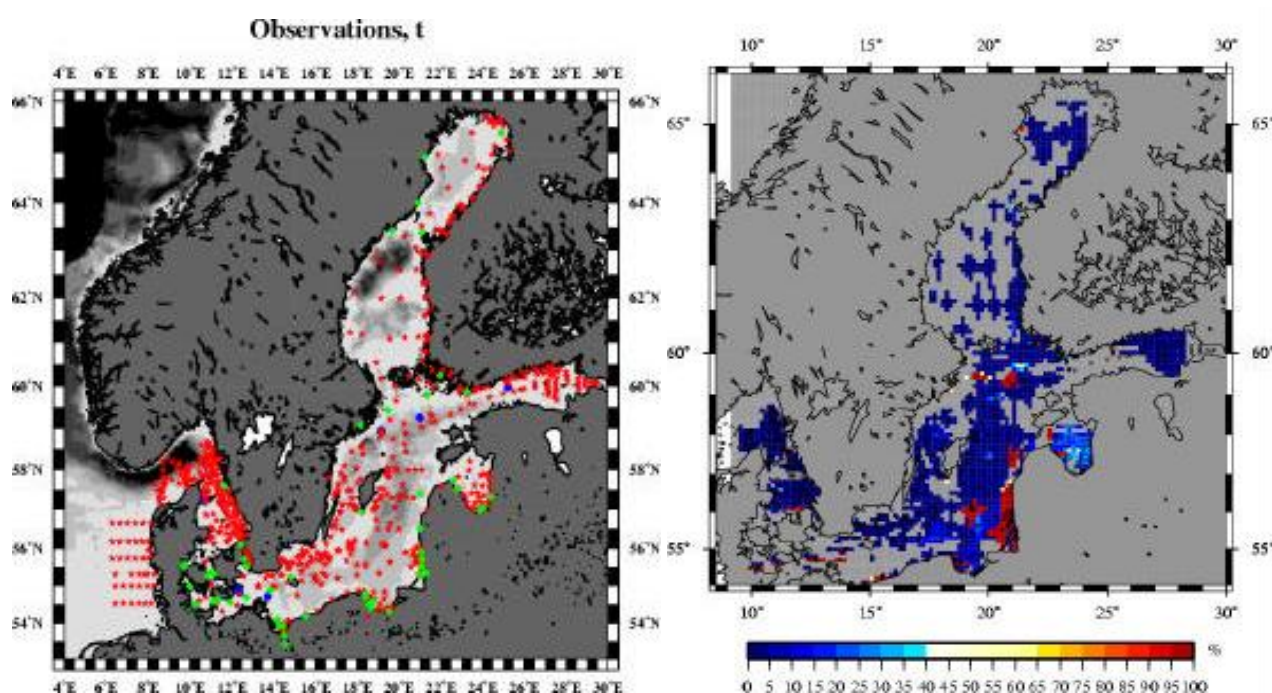 Observations, t
4°E 6°E 8°E 10°E 12°E 14°E 16°E 18°E 20°E 22°E 24°E 26°E 28°E 30°E
66°N 66°N
64°N 64°N
62°N 62°N
60°N 60°N
58°N 58°N
56°N 56°N
54°N 54°N
4°E 6°E 8°E 10°E 12°E 14°E 16°E 18°E 20°E 22°E 24°E 26°E 28°E 30°E
10° 15° 20° 25° 30°
65° 65°
60° 60°
55° 55°
10° 15° 20° 25° 30°
%
0 5 10 15 20 25 30 35 40 45 50 55 60 65 70 75 80 85 90 95 100